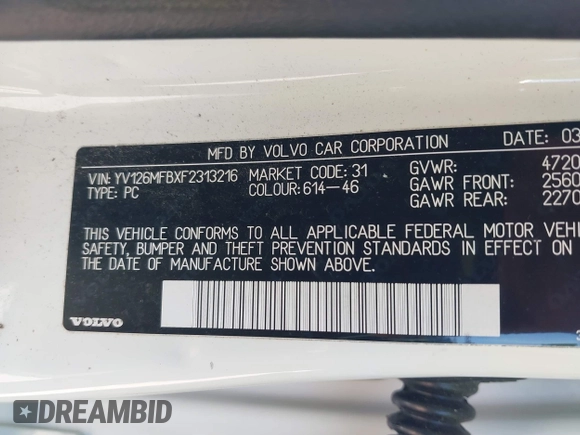 MFD BY VOLVO CAR CORPORATION DATE: 03
VIN: YV126MFBXF2313216 MARKET CODE: 31 GVWR: 4720
TYPE: PC COLOUR: 614-46 GAWR FRONT: 2560
GAWR REAR: 2270
THIS VEHICLE CONFORMS TO ALL APPLICABLE FEDERAL MOTOR VEHI
SAFETY, BUMPER AND THEFT PREVENTION STANDARDS IN EFFECT ON
THE DATE OF MANUFACTURE SHOWN ABOVE.
VOLVO
DREAMBID